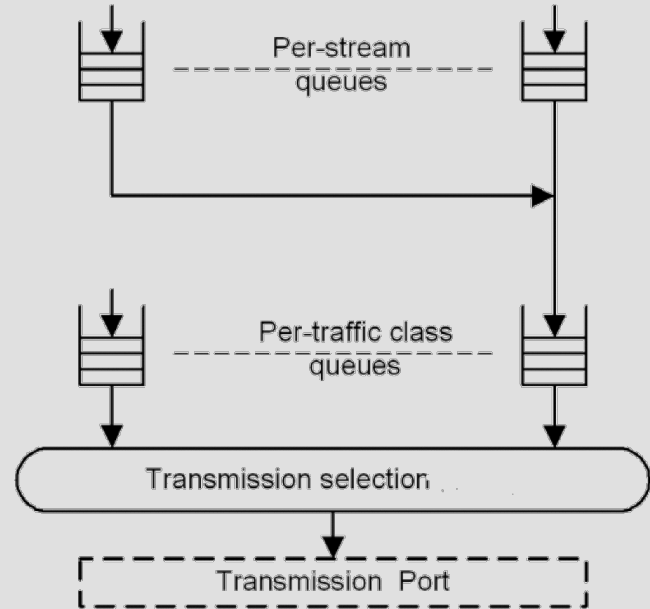 Per-stream
queues
Per-traffic class
queues
Transmission selection
Transmission Port